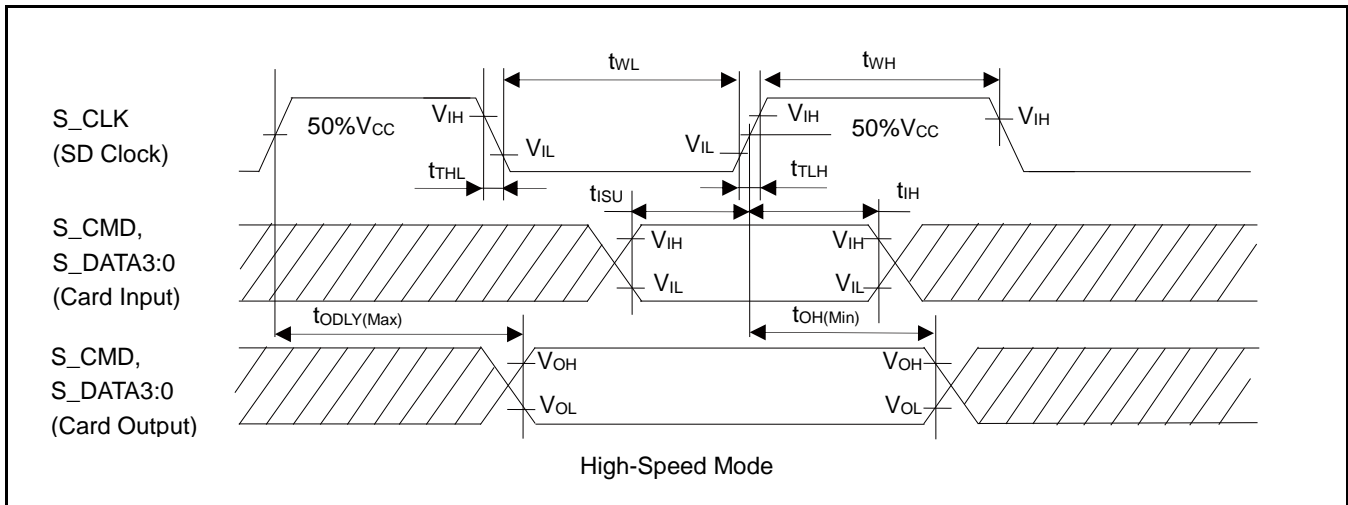 tWL
tWH
S_CLK
(SD Clock)
VIH
50%VCC
VIL
VIL
VIH
50%VCC
VIH
tTHL
tTLH
tISU
tIH
S_CMD,
S_DATA3:0
(Card Input)
VIH
VIL
VIH
VIL
tODLY(Max)
tOH(Min)
S_CMD,
S_DATA3:0
(Card Output)
VOH
VOL
VOH
VOL
High-Speed Mode